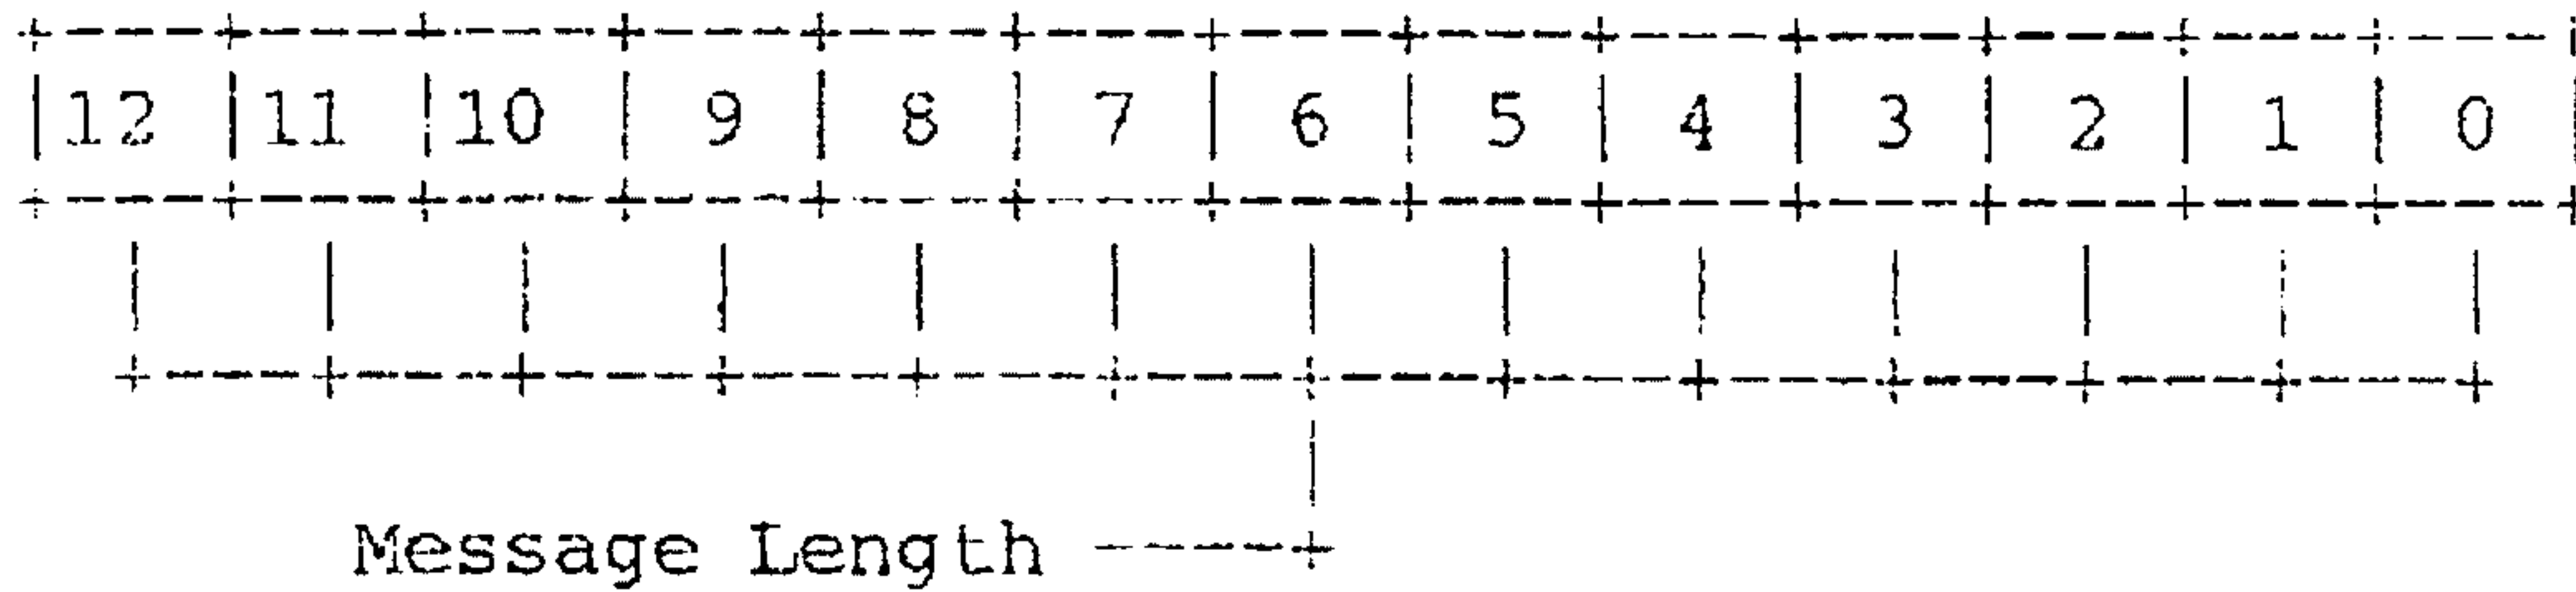 +----+----+----+----+----+----+----+----+----+----+----+----+----+
|12 |11 |10 | 9 | 8 | 7 | 6 | 5 | 4 | 3 | 2 | 1 | 0 |
+----+----+----+----+----+----+----+----+----+----+----+----+----+
| | | | | | | | | | | | |
+----+----+----+----+----+----+----+----+----+----+----+----+
|
Message Length -----+